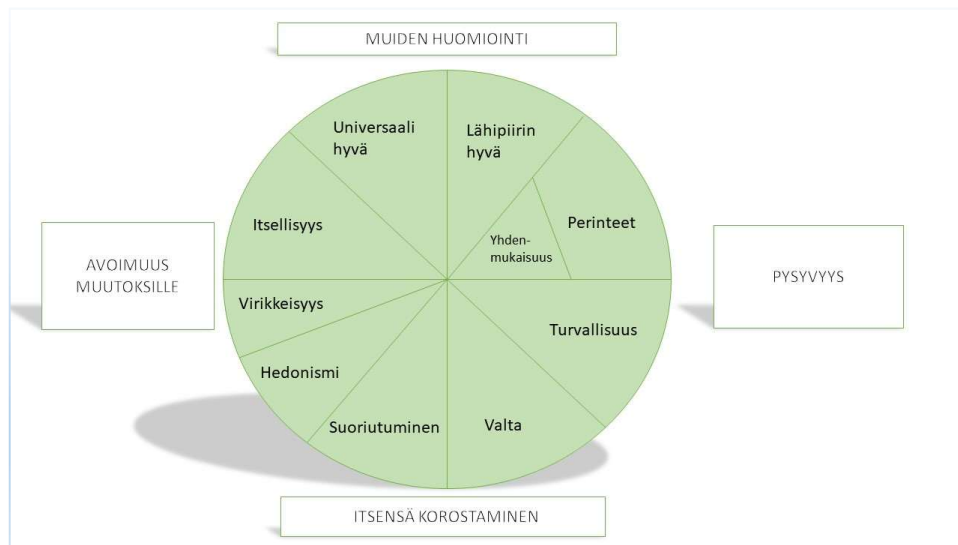 MUIDEN HUOMIOINTI
Universaali
hyvä
Lähipiirin
hyvä
Itsellisyys
Perinteet
Yhden-
mukaisuus
AVOIMUUS
MUUTOKSILLE
PYSYVYYS
Virikkeisyys
Turvallisuus
Hedonismi
Suoriutuminen
Valta
ITSENSÄ KOROSTAMINEN